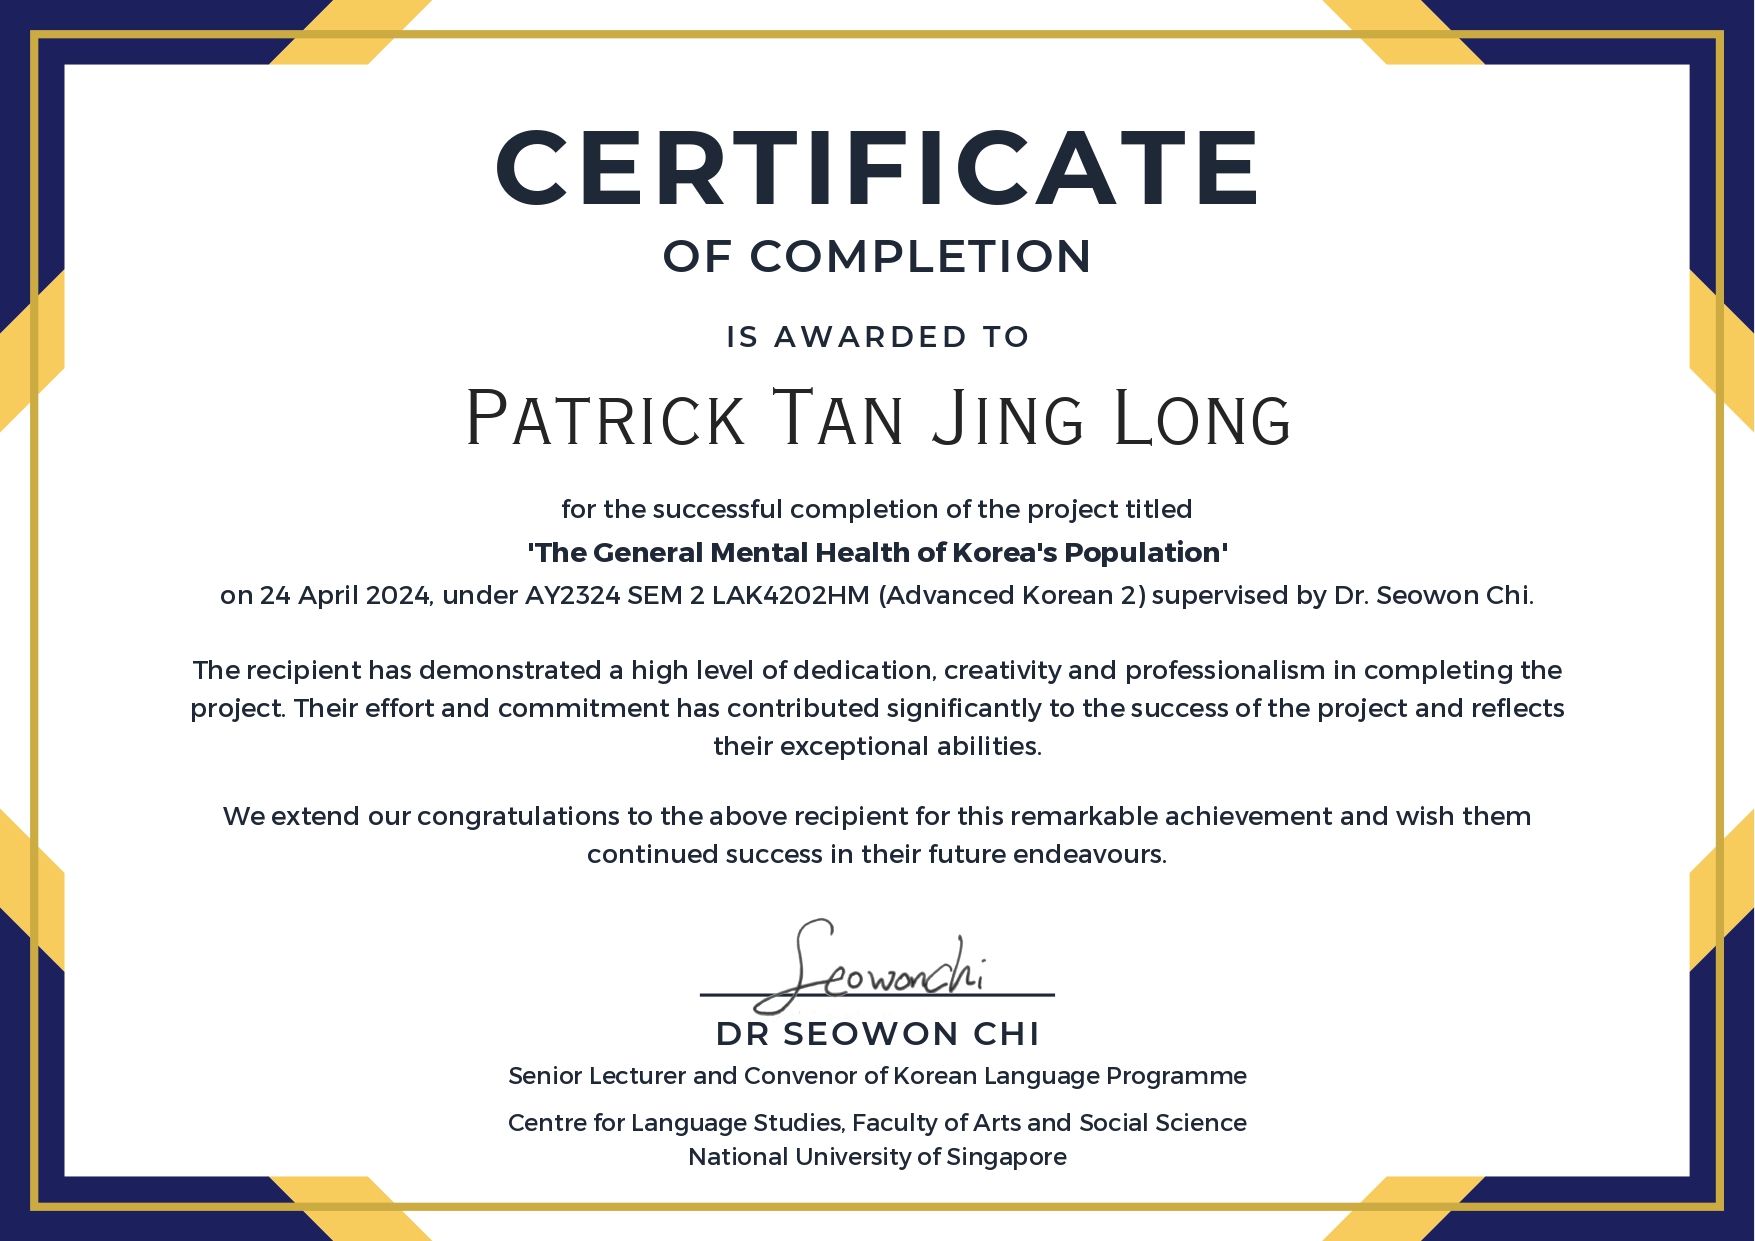 CERTIFICATE
OF COMPLETION
IS AWARDED TO
Patrick Tan Jing Long
for the successful completion of the project titled
'The General Mental Health of Korea's Population'
on 24 April 2024, under AY2324 SEM 2 LAK4202HM (Advanced Korean 2) supervised by Dr. Seowon Chi.
The recipient has demonstrated a high level of dedication, creativity and professionalism in completing the
project. Their effort and commitment has contributed significantly to the success of the project and reflects
their exceptional abilities.
We extend our congratulations to the above recipient for this remarkable achievement and wish them
continued success in their future endeavours.
Seowonchi
DR SEOWON CHI
Senior Lecturer and Convenor of Korean Language Programme
Centre for Language Studies, Faculty of Arts and Social Science
National University of Singapore